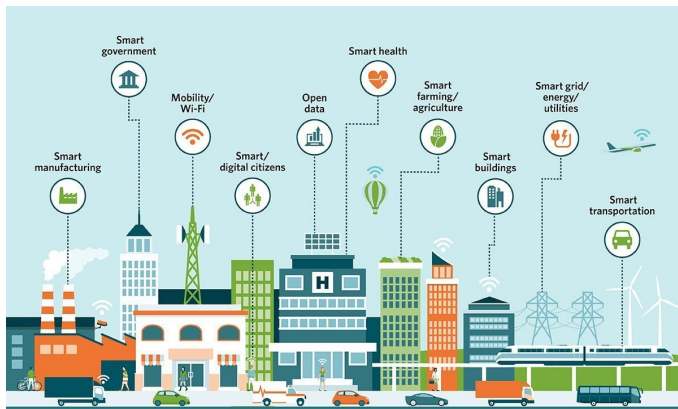 Smart
government
Smart health
Mobility/
Wi-Fi
Open
data
Smart
farming/
agriculture
Smart grid/
energy/
utilities
Smart
manufacturing
Smart/
digital citizens
Smart
buildings
Smart
transportation
H